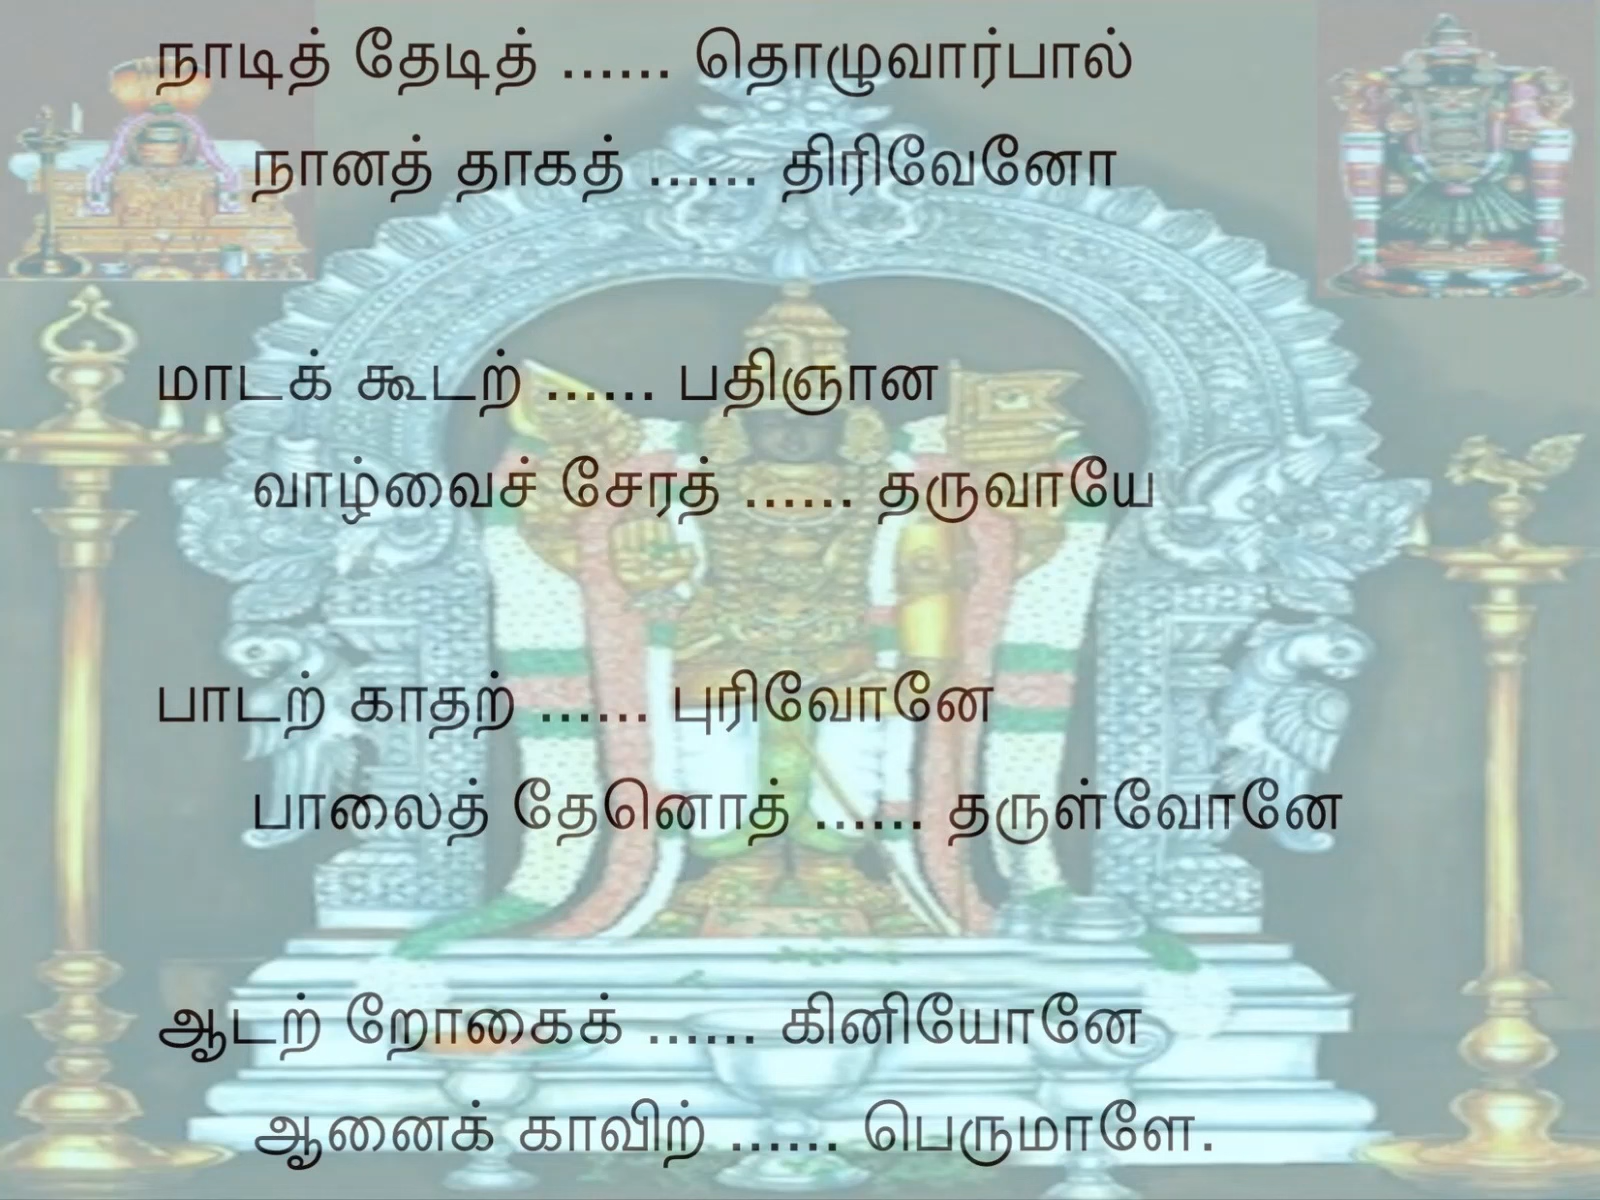 நாடித் தேடித் ...... தொழுவார்பால்
நானத் தாகத் ...... திரிவேனோ
மாடக் கூடற் ...... பதிஞான
வாழ்வைச் சேரத் ...... தருவாயே
பாடற் காதற் ...... புரிவோனே
பாலைத் தேனொத் ...... தருள்வோனே
ஆடற் றோகைக் ...... கினியோனே
ஆனைக் காவிற் ...... பெருமாளே.